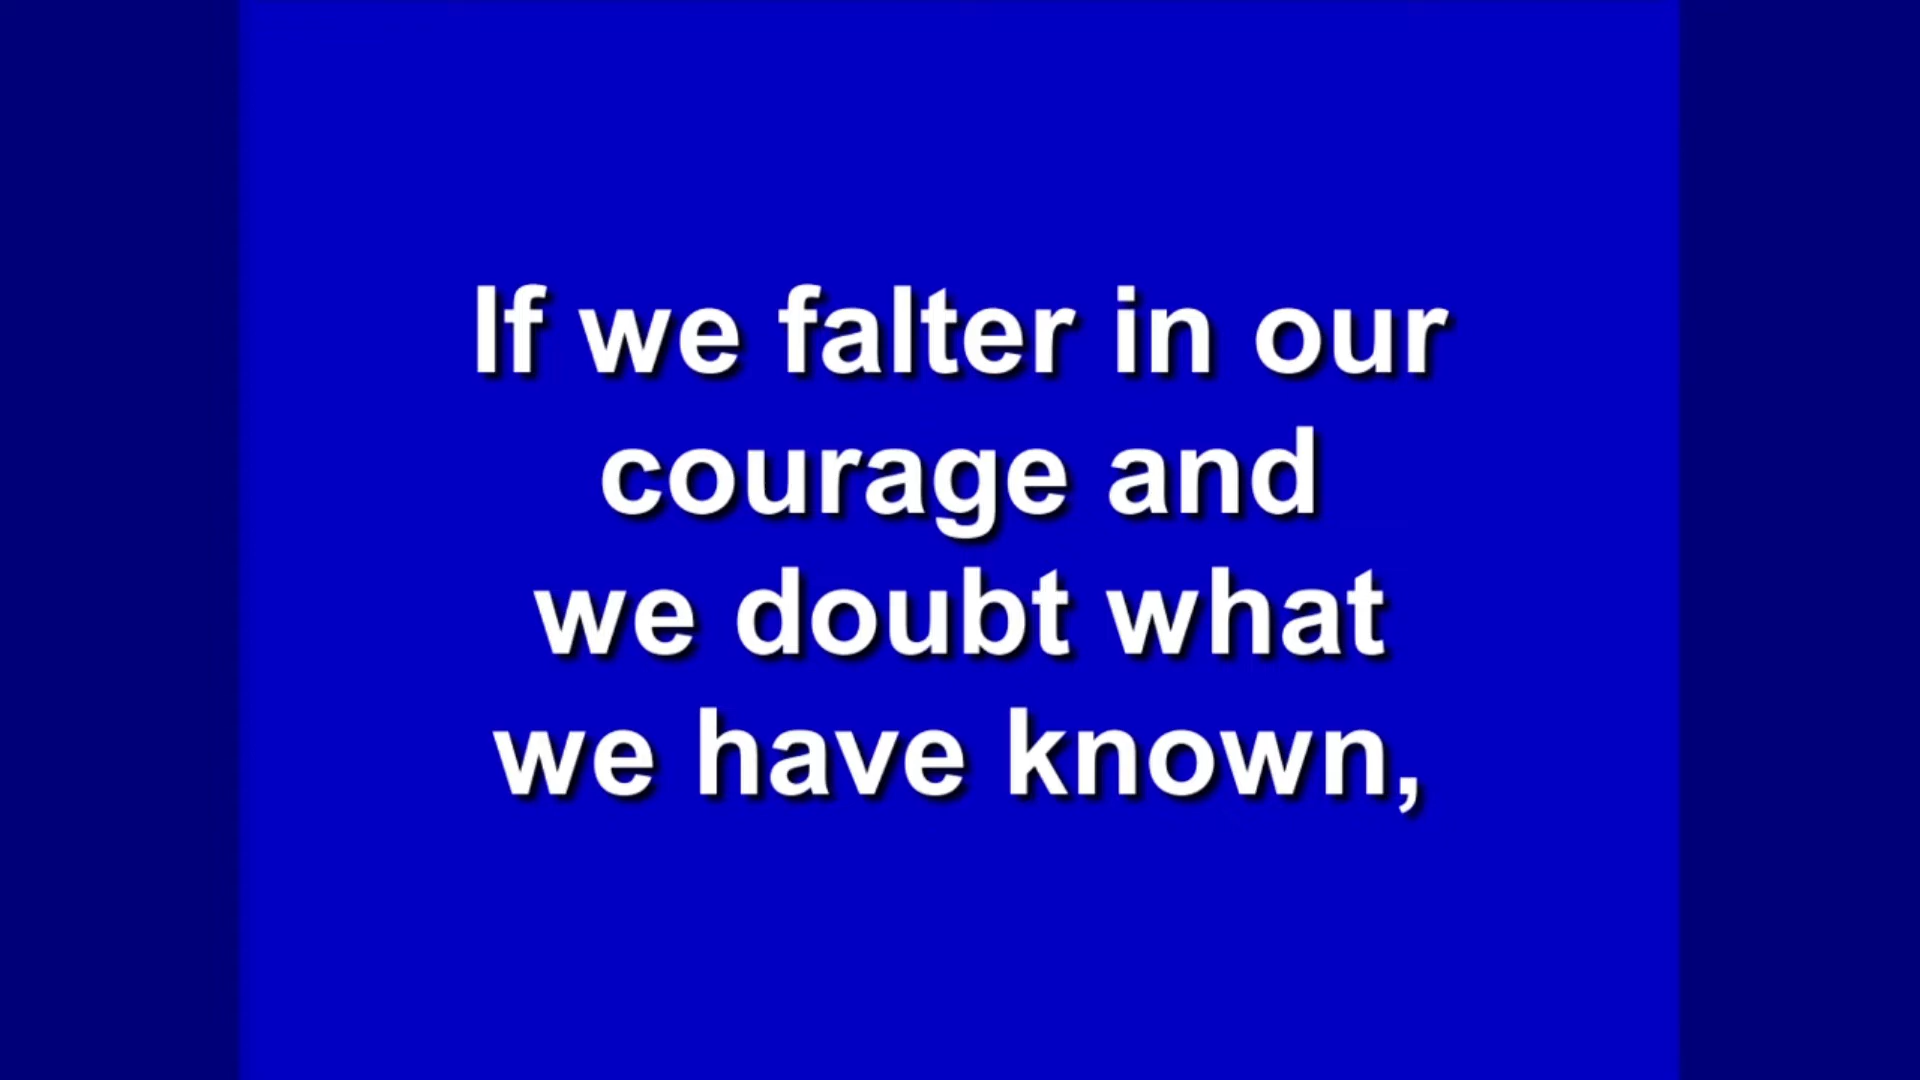 If we falter in our
courage and
we doubt what
we have known,